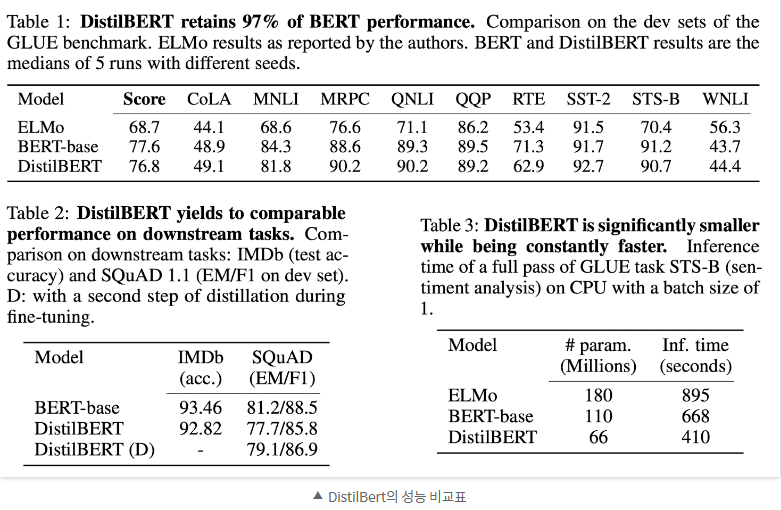 Table 1: DistilBERT retains 97% of BERT performance. Comparison on the dev sets of the
GLUE benchmark. ELMo results as reported by the authors. BERT and DistilBERT results are the
medians of 5 runs with different seeds.
Model Score CoLA MNLI MRPC QNLI QQP RTE SST-2 STS-B WNLI
ELMo 68.7 44.1 68.6 76.6 71.1 86.2 53.4 91.5 70.4 56.3
BERT-base 77.6 48.9 84.3 88.6 89.3 89.5 71.3 91.7 91.2 43.7
DistilBERT 76.8 49.1 81.8 90.2 90.2 89.2 62.9 92.7 90.7 44.4
Table 2: DistilBERT yields to comparable
performance on downstream tasks. Com-
parison on downstream tasks: IMDb (test ac-
curacy) and SQuAD 1.1 (EM/F1 on dev set).
D: with a second step of distillation during
fine-tuning.
Model IMDb SQuAD
(acc.) (EM/F1)
BERT-base 93.46 81.2/88.5
DistilBERT 92.82 77.7/85.8
DistilBERT (D) - 79.1/86.9
Table 3: DistilBERT is significantly smaller
while being constantly faster. Inference
time of a full pass of GLUE task STS-B (sen-
timent analysis) on CPU with a batch size of
1.
Model # param. Inf. time
(Millions) (seconds)
ELMo 180 895
BERT-base 110 668
DistilBERT 66 410
▲ DistilBert의 성능 비교표